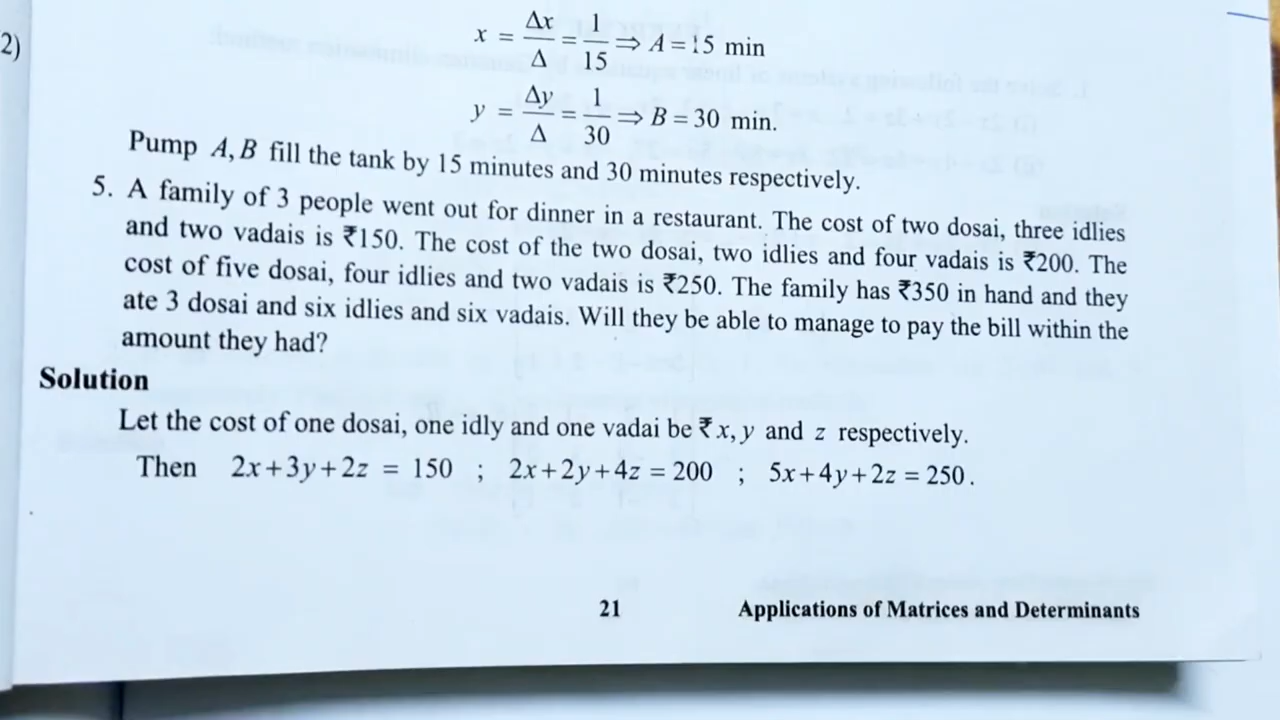 2)
x = Δx/Δ = 1/15 ⇒ A = 15 min
y = Δy/Δ = 1/30 ⇒ B = 30 min.
Pump A, B fill the tank by 15 minutes and 30 minutes respectively.
5. A family of 3 people went out for dinner in a restaurant. The cost of two dosai, three idlies
and two vadais is ₹150. The cost of the two dosai, two idlies and four vadais is ₹200. The
cost of five dosai, four idlies and two vadais is ₹250. The family has ₹350 in hand and they
ate 3 dosai and six idlies and six vadais. Will they be able to manage to pay the bill within the
amount they had?
Solution
Let the cost of one dosai, one idly and one vadai be ₹ x, y and z respectively.
Then 2x+3y+2z = 150 ; 2x+2y+4z = 200 ; 5x+4y+2z = 250.
21 Applications of Matrices and Determinants